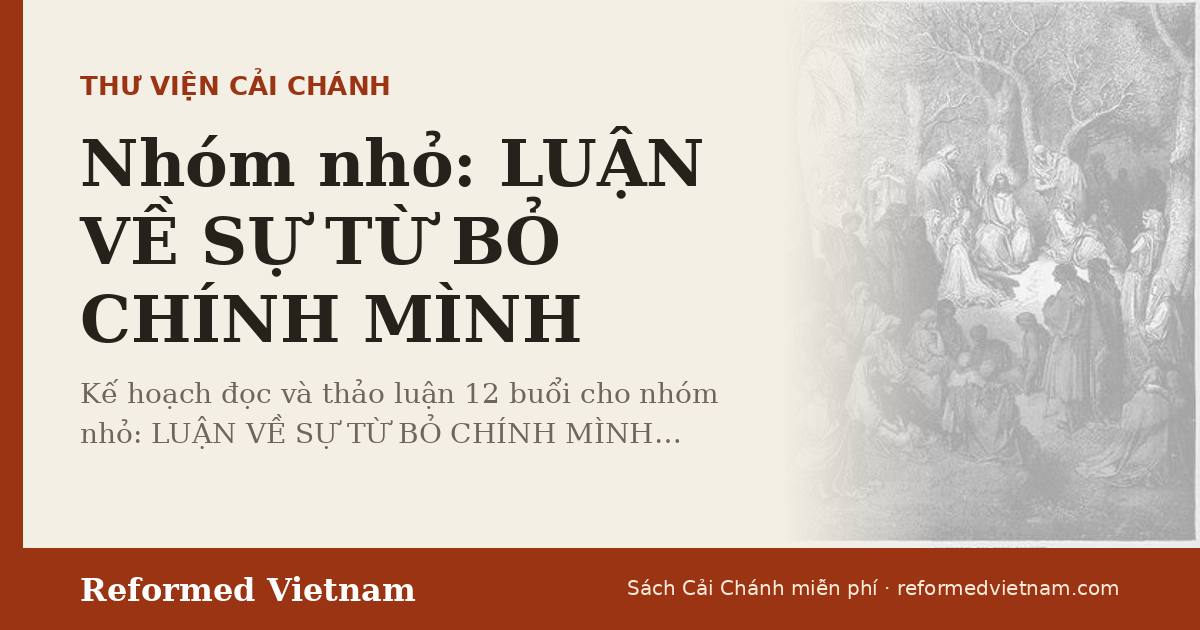 THƯ VIỆN CẢI CHÁNH
Nhóm nhỏ: LUẬN
VỀ SỰ TỪ BỎ
CHÍNH MÌNH
Kế hoạch đọc và thảo luận 12 buổi cho nhóm
nhỏ: LUẬN VỀ SỰ TỪ BỎ CHÍNH MÌNH...
Reformed Vietnam
Sách Cải Chánh miễn phí · reformedvietnam.com